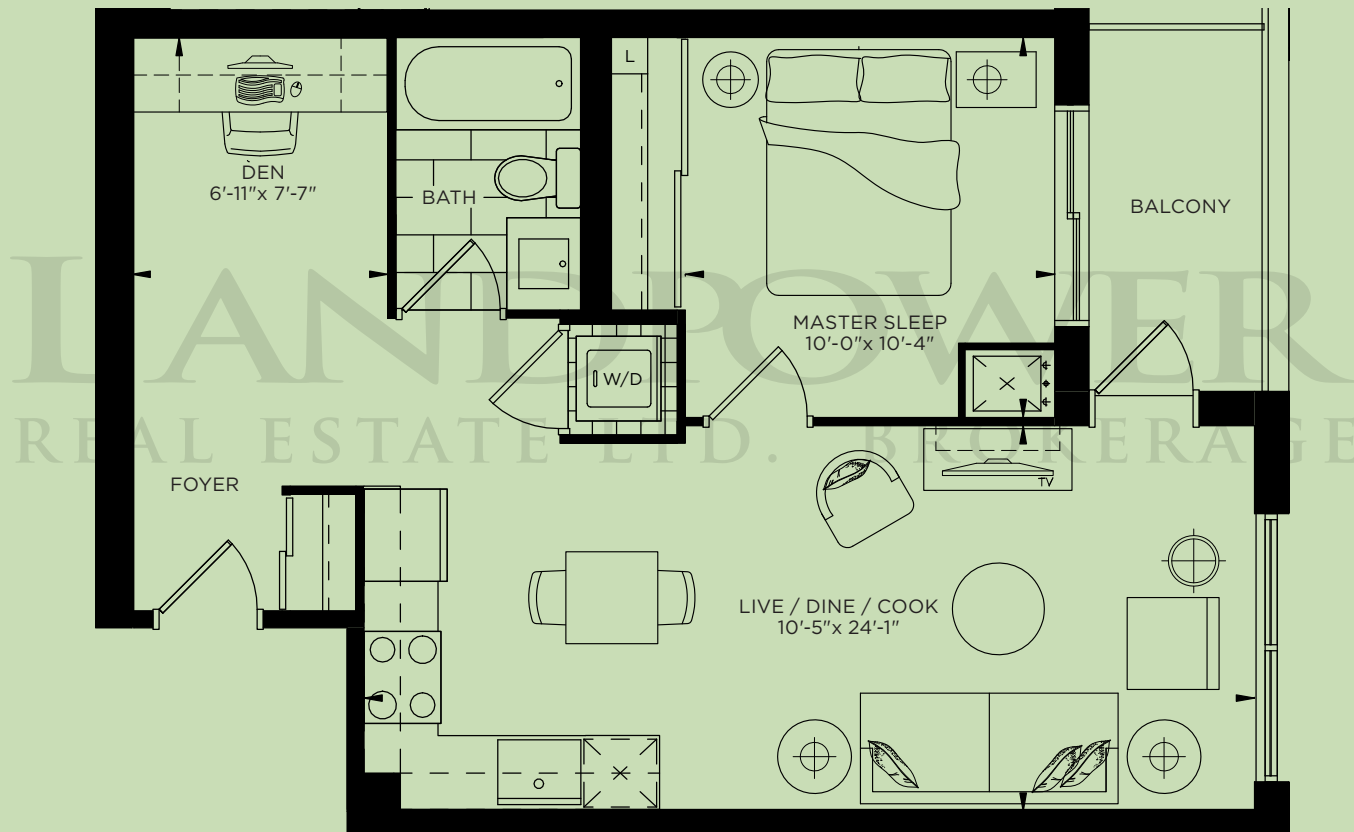 L
DEN
6'-11"x 7'-7"
BATH
BALCONY
MASTER SLEEP
10'-0"x 10'-4"
W/D
LANDPOWER
REAL ESTATE LTD. BROKERAGE
TV
FOYER
LIVE / DINE / COOK
10'-5"x 24'-1"